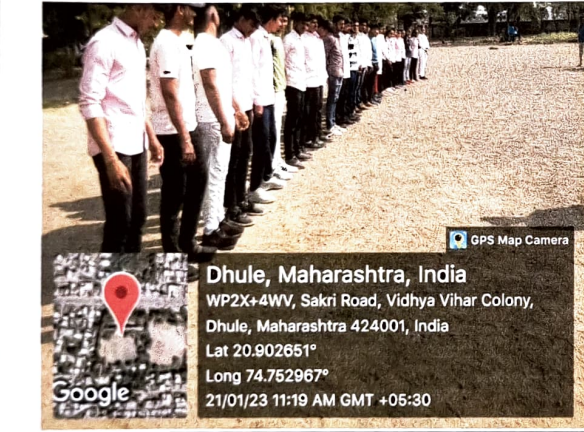 GPS Map Camera
Dhule, Maharashtra, India
WP2X+4WV, Sakri Road, Vidhya Vihar Colony,
Dhule, Maharashtra 424001, India
Lat 20.902651°
Long 74.752967°
21/01/23 11:19 AM GMT +05:30
Google